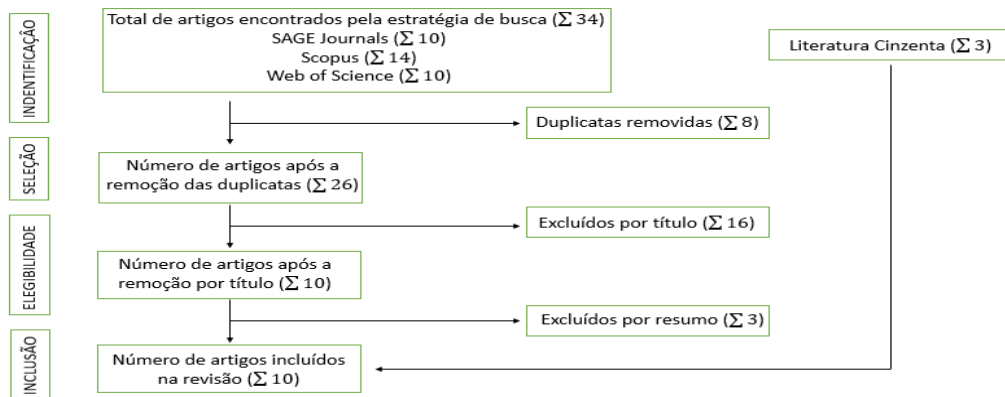 INDENTIFICAÇÂO
Total de artigos encontrados pela estratégia de busca (∑ 34)
SAGE Journals (∑ 10)
Scopus (∑ 14)
Web of Science (∑ 10)
Literatura Cinzenta (∑ 3)
Duplicatas removidas (∑ 8)
SELEÇÃO
Número de artigos após a
remoção das duplicatas (∑ 26)
Excluídos por título (∑ 16)
ELEGIBILIDADE
Número de artigos após a
remoção por título (∑ 10)
Excluídos por resumo (∑ 3)
INCLUSÃO
Número de artigos incluídos
na revisão (∑ 10)